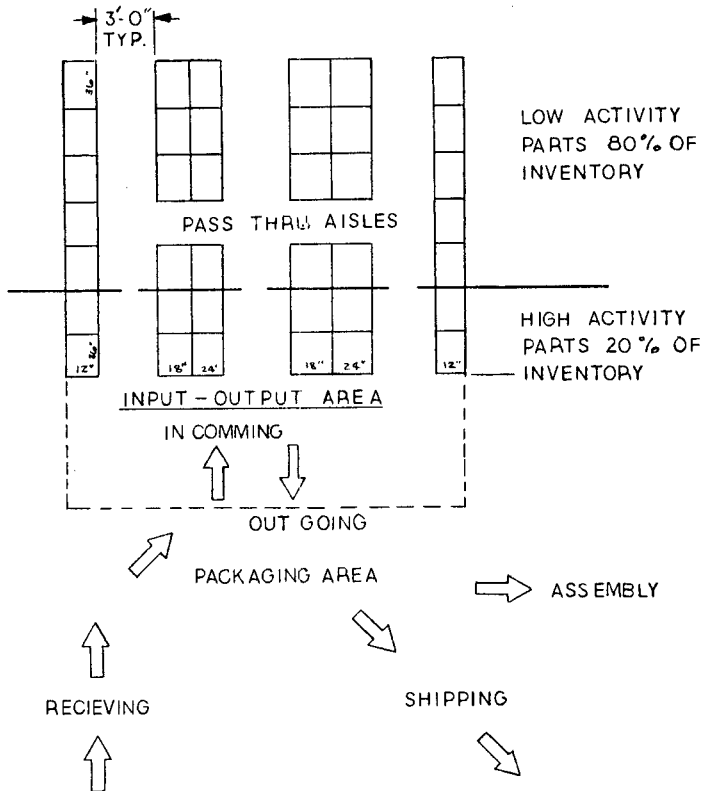 3'-0"
TYP.
36"
LOW ACTIVITY
PARTS 80% OF
INVENTORY
PASS THRU AISLES
HIGH ACTIVITY
PARTS 20% OF
INVENTORY
36"
12" 18" 24' 18" 24" 12"
INPUT - OUTPUT AREA
IN COMMING
OUT GOING
PACKAGING AREA
ASSEMBLY
RECIEVING
SHIPPING